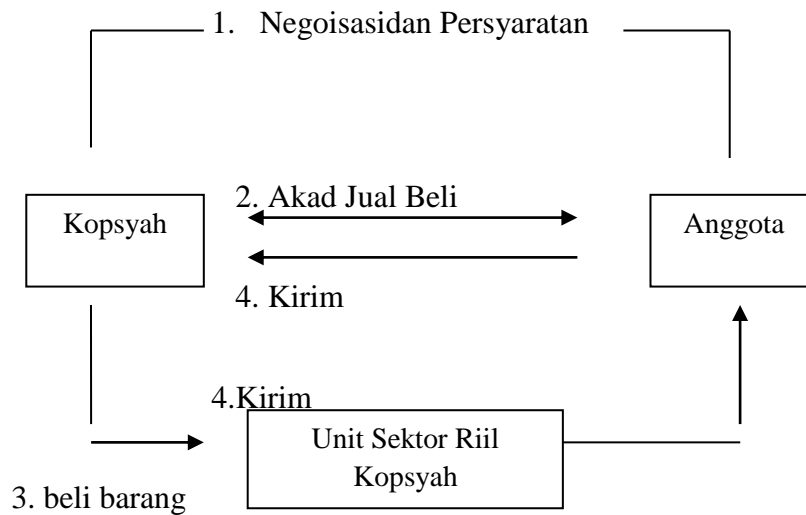 1. Negoisasidan Persyaratan
2. Akad Jual Beli
Kopsyah
Anggota
4. Kirim
4.Kirim
Unit Sektor Riil
Kopsyah
3. beli barang